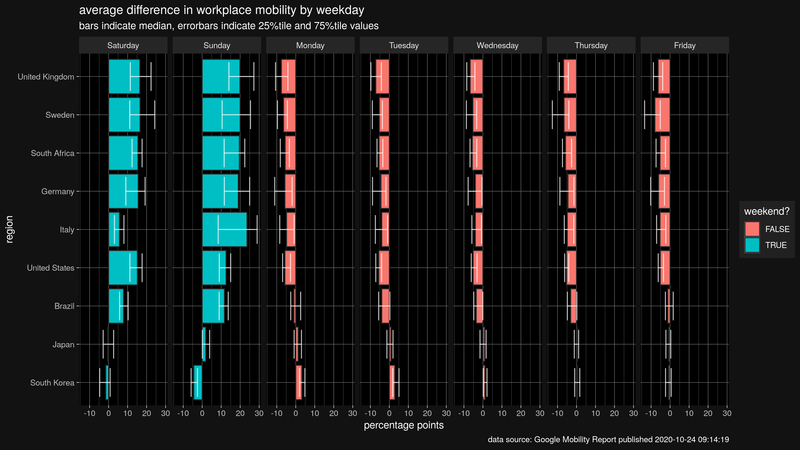 average difference in workplace mobility by weekday
bars indicate median, errorbars indicate 25%tile and 75%tile values
Saturday Sunday Monday Tuesday Wednesday Thursday Friday
United Kingdom
Sweden
South Africa
Germany
Italy
United States
Brazil
Japan
South Korea
region
weekend?
FALSE
TRUE
-10 0 10 20 30 -10 0 10 20 30 -10 0 10 20 30 -10 0 10 20 30 -10 0 10 20 30 -10 0 10 20 30 -10 0 10 20 30
percentage points
data source: Google Mobility Report published 2020-10-24 09:14:19